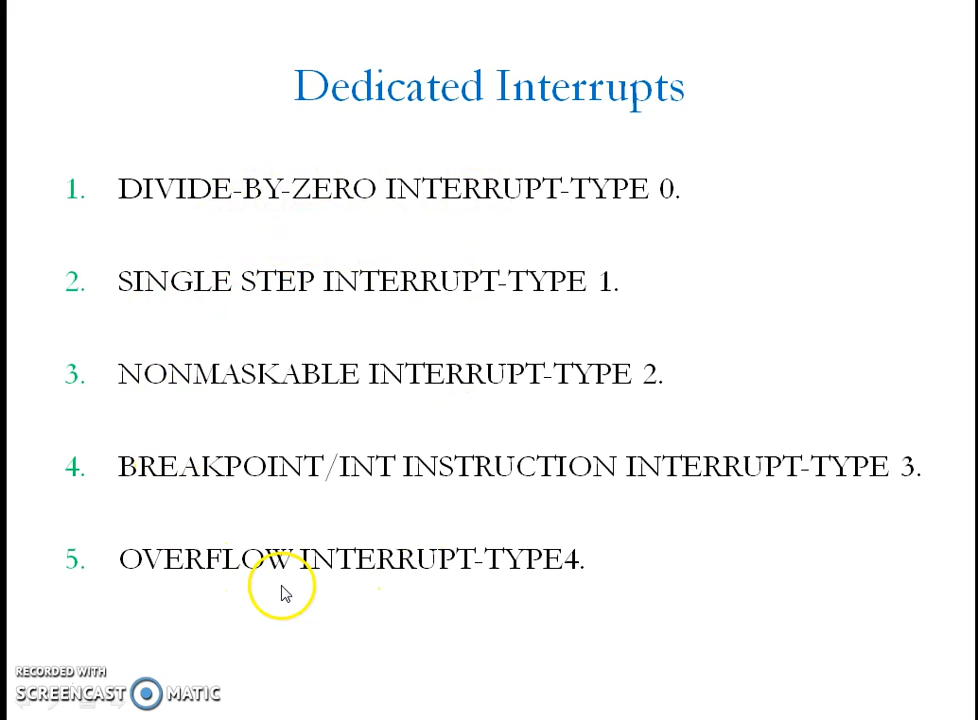 Dedicated Interrupts
1. DIVIDE-BY-ZERO INTERRUPT-TYPE 0.
2. SINGLE STEP INTERRUPT-TYPE 1.
3. NONMASKABLE INTERRUPT-TYPE 2.
4. BREAKPOINT/INT INSTRUCTION INTERRUPT-TYPE 3.
5. OVERFLOW INTERRUPT-TYPE4.
RECORDED WITH
SCREENCAST MATIC